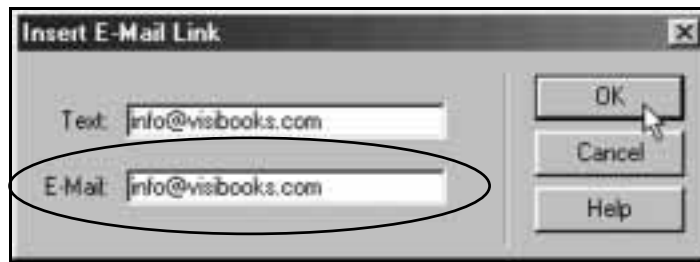 Insert E-Mail Link
Text: info@visibooks.com
E-Mail: info@visibooks.com
OK
Cancel
Help